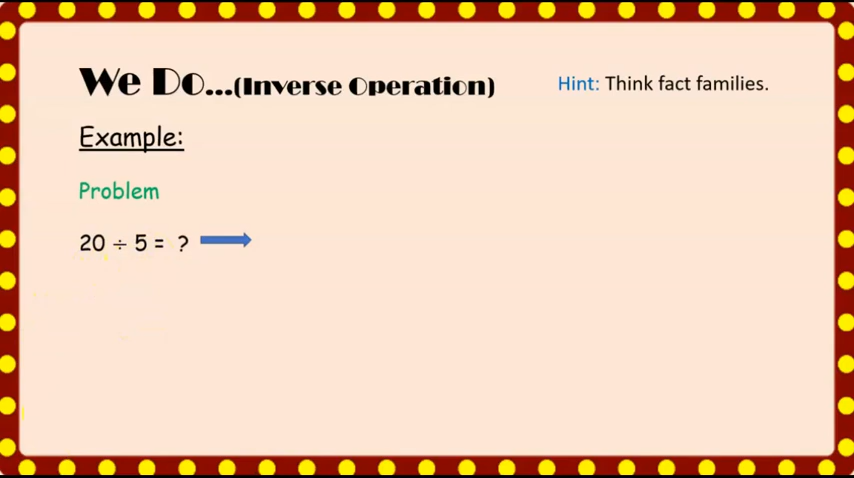 We Do...(Inverse Operation)
Hint: Think fact families.
Example:
Problem
20 ÷ 5 = ?